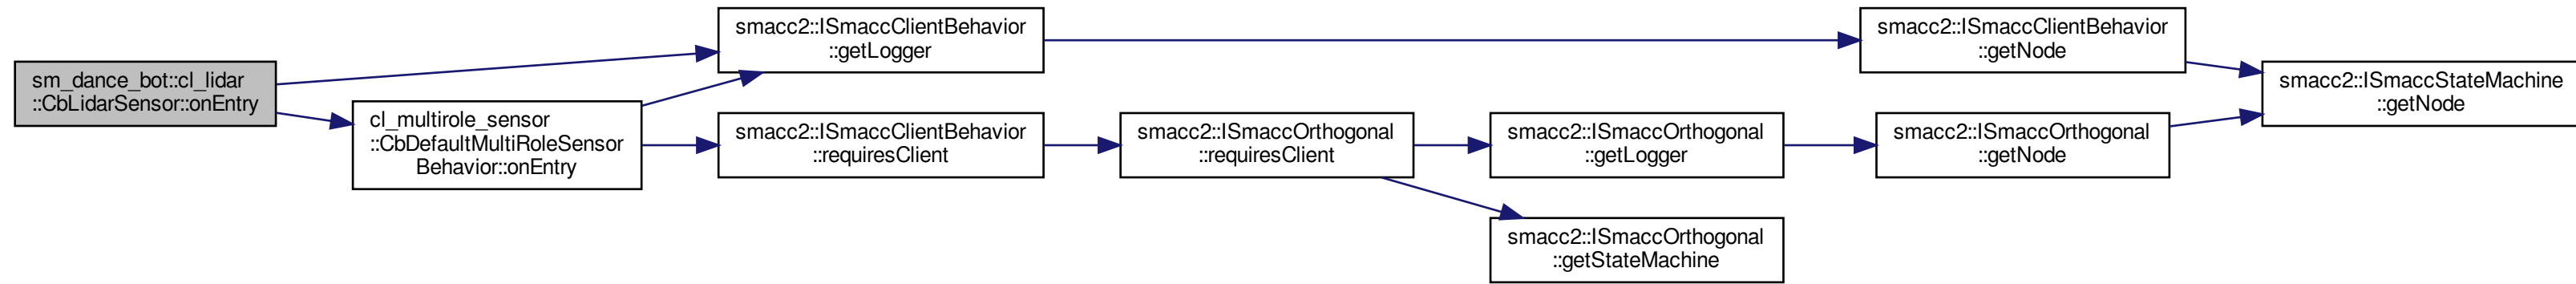 sm_dance_bot::cl_lidar
::CbLidarSensor::onEntry
cl_multirole_sensor
::CbDefaultMultiRoleSensor
Behavior::onEntry
smacc2::ISmaccClientBehavior
::getLogger
smacc2::ISmaccClientBehavior
::requiresClient
smacc2::ISmaccOrthogonal
::requiresClient
smacc2::ISmaccOrthogonal
::getLogger
smacc2::ISmaccOrthogonal
::getStateMachine
smacc2::ISmaccClientBehavior
::getNode
smacc2::ISmaccOrthogonal
::getNode
smacc2::ISmaccStateMachine
::getNode